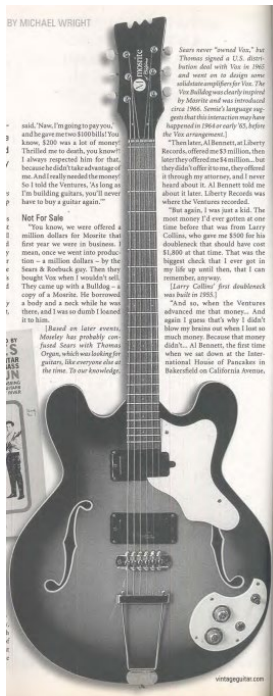 BY MICHAEL WRIGHT
mosrite
said, 'Naw, I'm going to pay you,'
and he gave me two $100 bills! You
know, $200 was a lot of money!
Thrilled me to death, you know?
I always respected him for that,
because he didn't take advantage of
me. And I really needed the money!
So I told the Ventures, 'As long as
I'm building guitars, you'll never
have to buy a guitar again.'"
Not For Sale
"You know, we were offered a
million dollars for Mosrite that
first year we were in business. I
mean, once we went into produc-
tion – a million dollars – by the
Sears & Roebuck guy. Then they
bought Vox when I wouldn't sell.
They came up with a Bulldog – a
copy of a Mosrite. He borrowed
a body and a neck while he was
there, and I was so dumb I loaned
it to him.
[Based on later events,
Moseley has probably con-
fused Sears with Thomas
Organ, which was looking for
guitars, like everyone else at
the time. To our knowledge,
Sears never "owned Vox," but
Thomas signed a U.S. distri-
bution deal with Vox in 1965
and went on to design some
solidstate amplifiers for Vox. The
Vox Bulldog was clearly inspired
by Mosrite and was introduced
circa 1966. Semie's language sug-
gests that this interaction may have
happened in 1964 or early '65, before
the Vox arrangement.]
"Then later, Al Bennett, at Liberty
Records, offered me $3 million, then
later they offered me $4 million... but
they didn't offer it to me, they offered
it through my attorney, and I never
heard about it. Al Bennett told me
about it later. Liberty Records was
where the Ventures recorded.
"But again, I was just a kid. The
most money I'd ever gotten at one
time before that was from Larry
Collins, who gave me $500 for his
doubleneck that should have cost
$1,800 at that time. That was the
biggest check that I ever got in
my life up until then, that I can
remember, anyway.
[Larry Collins' first doubleneck
was built in 1955.]
"And so, when the Ventures
advanced me that money... And
again I guess that's why I didn't
blow my brains out when I lost so
much money. Because that money
didn't... Al Bennett, the first time
when we sat down at the Inter-
national House of Pancakes in
Bakersfield on California Avenue,
vintageguitar.com